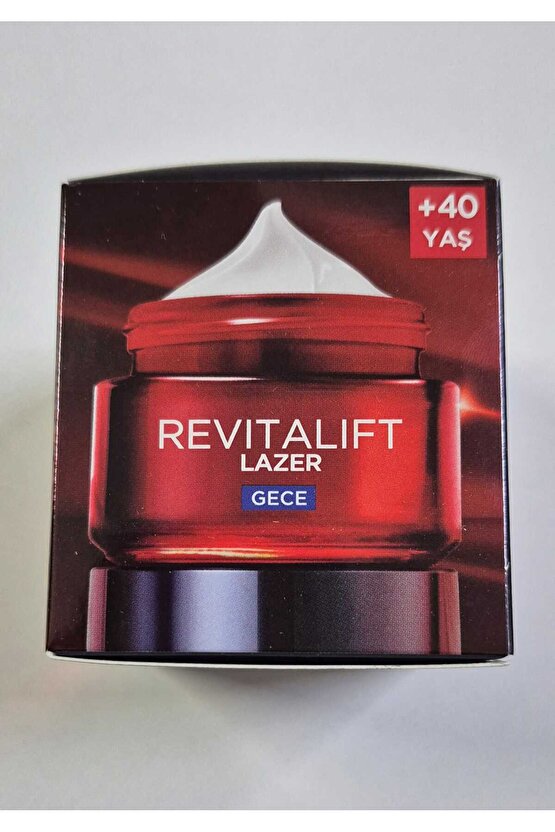 +40
YAŞ
REVITALIFT
LAZER
GECE